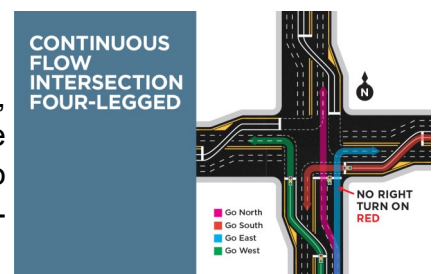 CONTINUOUS
FLOW
INTERSECTION
FOUR-LEGGED
,
e
-
N
NO RIGHT
TURN ON
RED
Go North
Go South
Go East
Go West